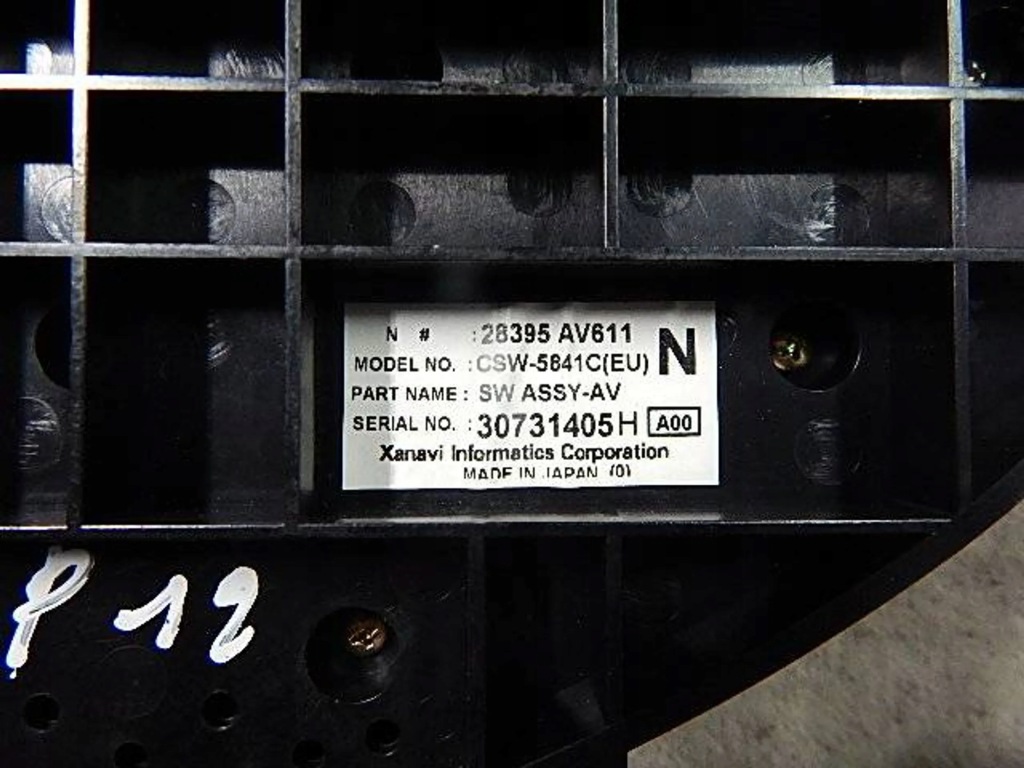 N # : 28395 AV611 N
MODEL NO. : CSW-5841C(EU)
PART NAME : SW ASSY-AV
SERIAL NO. : 30731405H A00
Xanavi Informatics Corporation
MADE IN JAPAN (0)
P 12